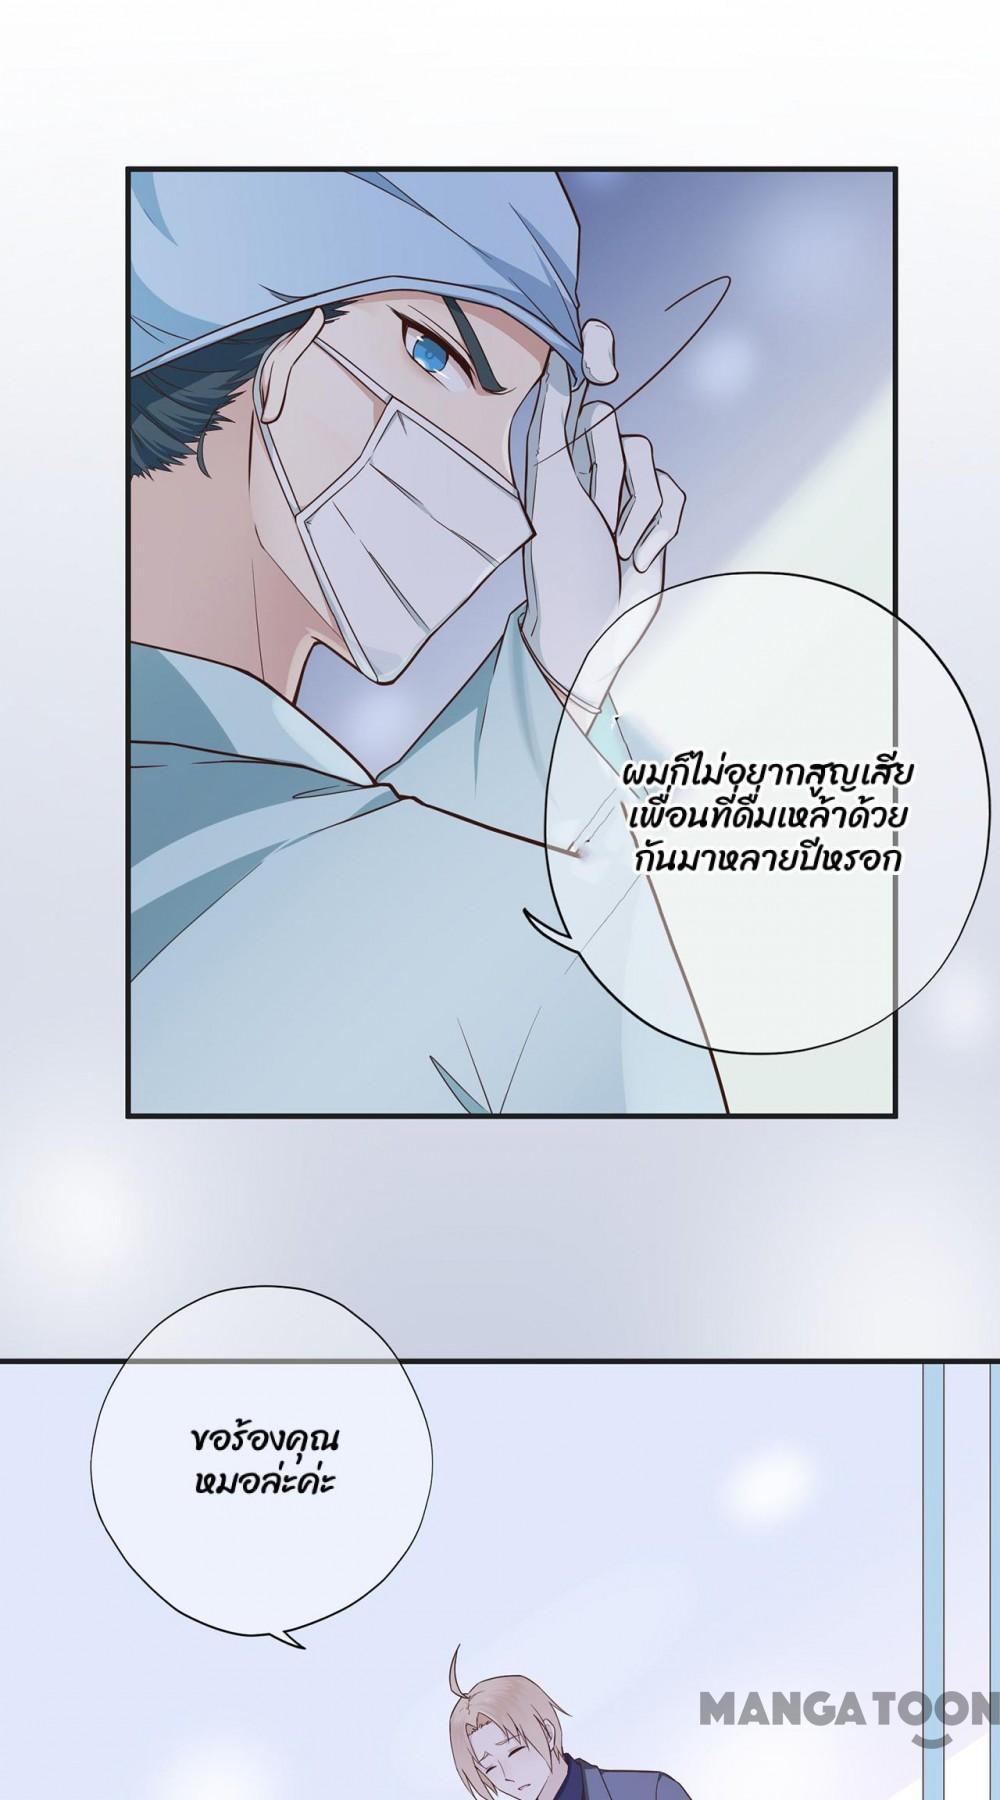 ผมก็ไม่อยากสูญเสีย
เพื่อนที่ดื่มเหล้าด้วย
กันมาหลายปีหรอก
ขอร้องคุณ
หมอล่ะค่ะ
MANGATOON